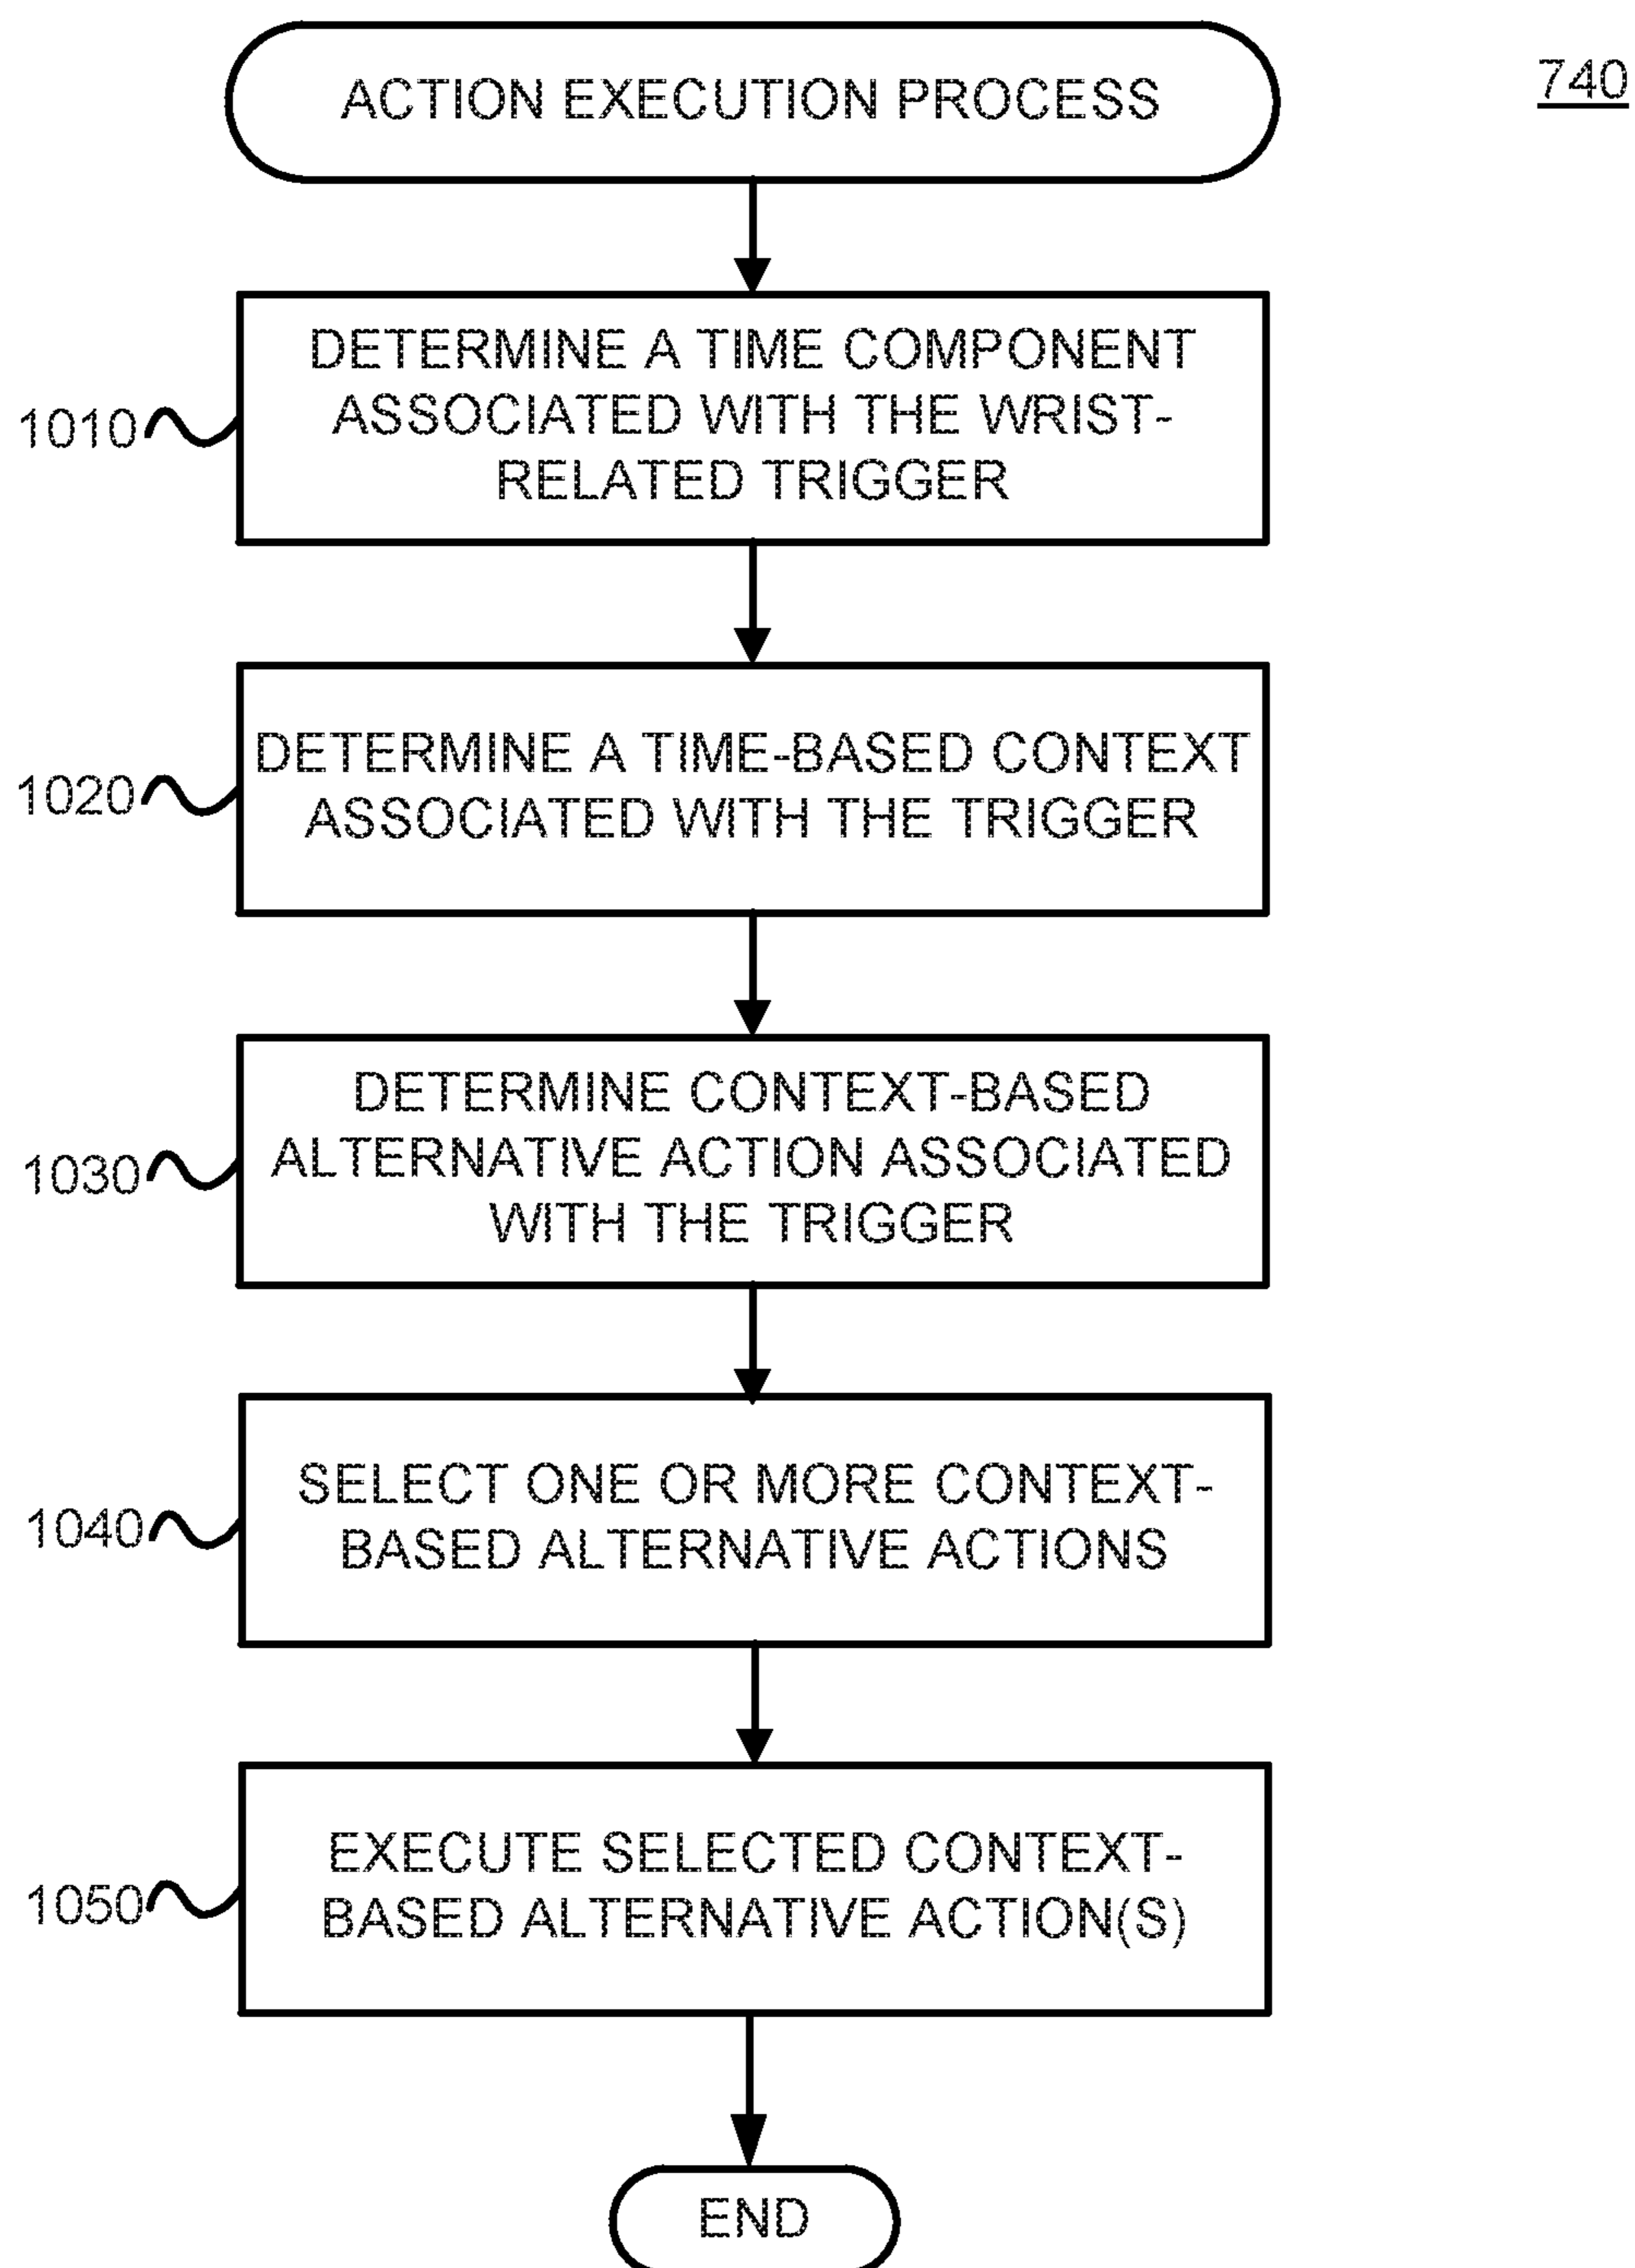 ACTION EXECUTION PROCESS
740
DETERMINE A TIME COMPONENT
ASSOCIATED WITH THE WRIST-
RELATED TRIGGER
1010
DETERMINE A TIME-BASED CONTEXT
ASSOCIATED WITH THE TRIGGER
1020
DETERMINE CONTEXT-BASED
ALTERNATIVE ACTION ASSOCIATED
WITH THE TRIGGER
1030
SELECT ONE OR MORE CONTEXT-
BASED ALTERNATIVE ACTIONS
1040
EXECUTE SELECTED CONTEXT-
BASED ALTERNATIVE ACTION(S)
1050
END